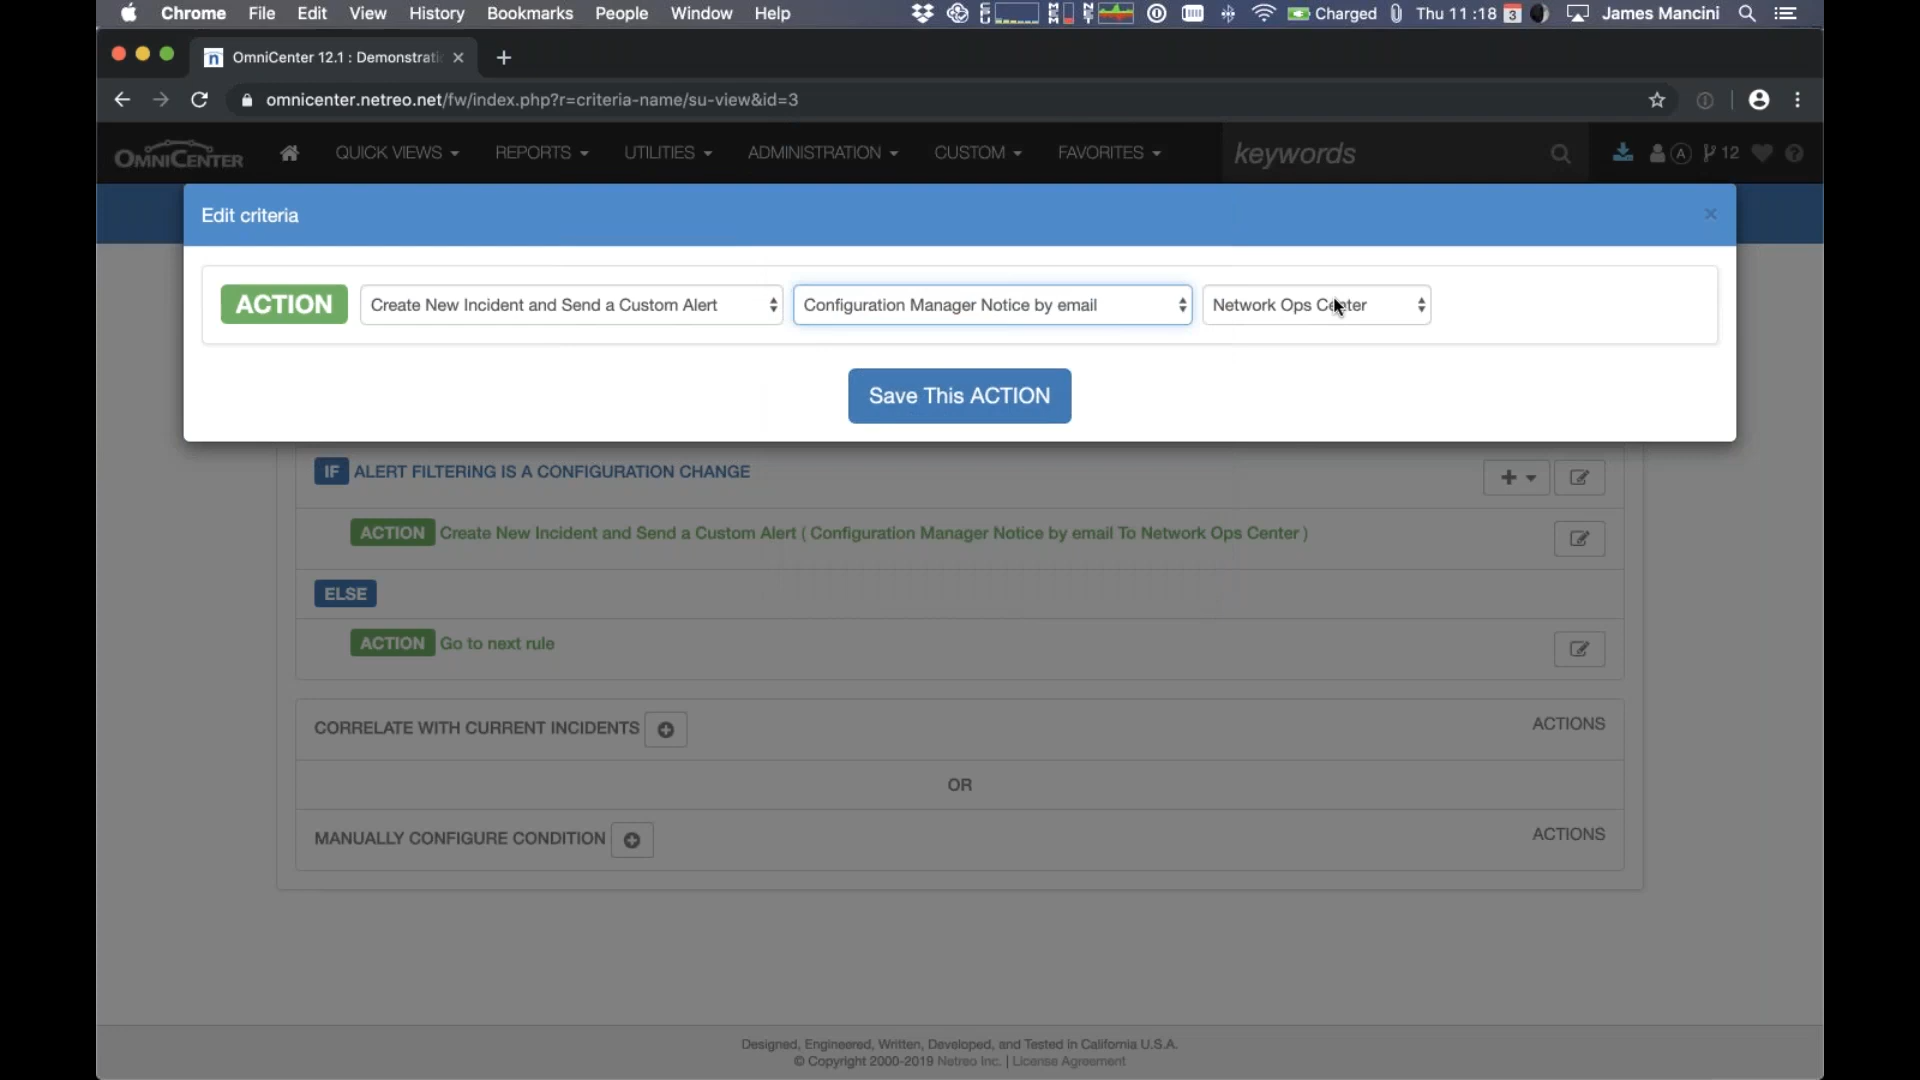 Chrome File Edit View History Bookmarks People Window Help Charged Thu 11:18 3 James Mancini
OmniCenter 12.1 : Demonstrati
omnicenter.netreo.net/fw/index.php?r=criteria-name/su-view&id=3
OMNICENTER QUICK VIEWS REPORTS UTILITIES ADMINISTRATION CUSTOM FAVORITES keywords A 12
Edit criteria ×
ACTION Create New Incident and Send a Custom Alert Configuration Manager Notice by email Network Ops Center
Save This ACTION
IF ALERT FILTERING IS A CONFIGURATION CHANGE
ACTION Create New Incident and Send a Custom Alert ( Configuration Manager Notice by email To Network Ops Center )
ELSE
ACTION Go to next rule
CORRELATE WITH CURRENT INCIDENTS ACTIONS
OR
MANUALLY CONFIGURE CONDITION ACTIONS
Designed, Engineered, Written, Developed, and Tested in California U.S.A.
© Copyright 2000-2019 Netreo Inc. | License Agreement